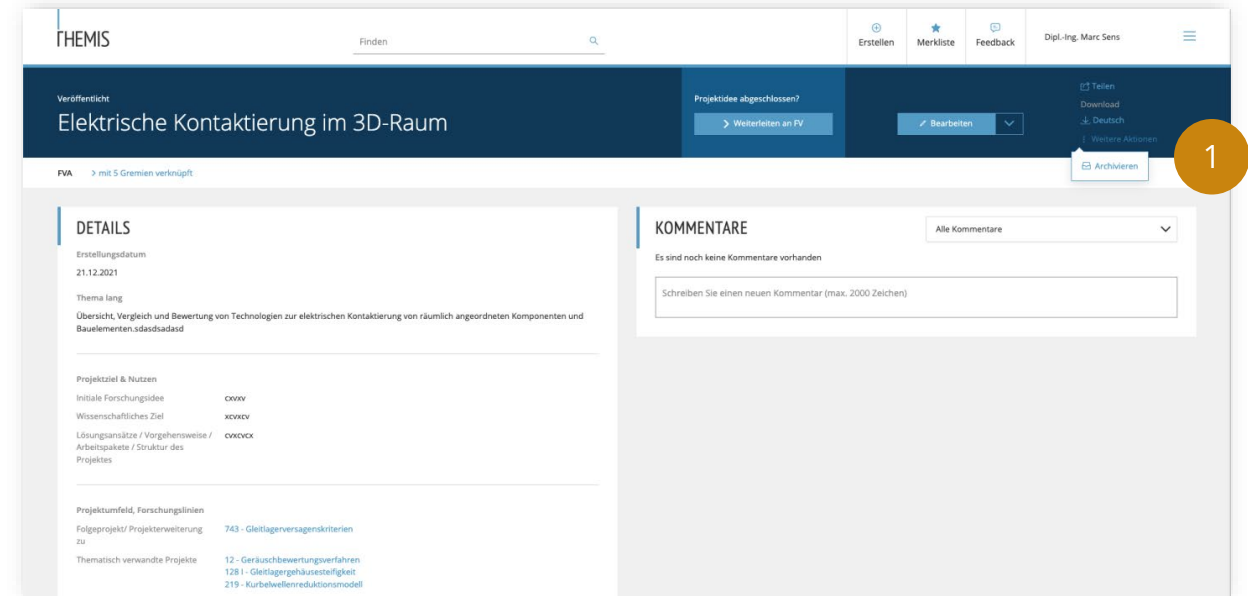 THEMIS
Finden
Erstellen
Merkliste
Feedback
Dipl.-Ing. Marc Sens
Veröffentlicht
Elektrische Kontaktierung im 3D-Raum
Projektidee abgeschlossen?
Weiterleiten an FV
Bearbeiten
Teilen
Download
Deutsch
Weitere Aktionen
Archivieren
1
FVA
mit 5 Gremien verknüpft
DETAILS
Erstellungsdatum
21.12.2021
Thema lang
Übersicht, Vergleich und Bewertung von Technologien zur elektrischen Kontaktierung von räumlich angeordneten Komponenten und
Bauelementen.sdasdsadasd
Projektziel & Nutzen
Initiale Forschungsidee cxvxv
Wissenschaftliches Ziel xcvxcv
Lösungsansätze / Vorgehensweise / cvxcvcx
Arbeitspakete / Struktur des
Projektes
Projektumfeld, Forschungslinien
Folgeprojekt/ Projekterweiterung 743 - Gleitlagerversagenskriterien
zu
Thematisch verwandte Projekte 12 - Geräuschbewertungsverfahren
128 I - Gleitlagergehäusesteifigkeit
219 - Kurbelwellenreduktionsmodell
KOMMENTARE
Alle Kommentare
Es sind noch keine Kommentare vorhanden
Schreiben Sie einen neuen Kommentar (max. 2000 Zeichen)